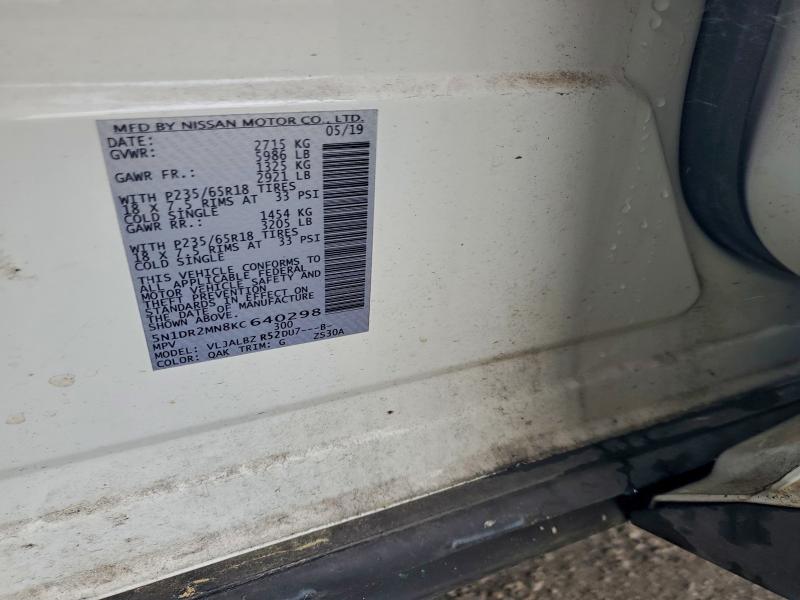 MFD BY NISSAN MOTOR CO., LTD.
DATE: 05/19
GVWR: 2715 KG
5986 LB
GAWR FR.: 1325 KG
2921 LB
WITH P235/65R18 TIRES
18 X 7.5 RIMS AT 33 PSI
COLD SINGLE
GAWR RR.: 1454 KG
3205 LB
WITH P235/65R18 TIRES
18 X 7.5 RIMS AT 33 PSI
COLD SINGLE
THIS VEHICLE CONFORMS TO
ALL APPLICABLE FEDERAL
MOTOR VEHICLE SAFETY AND
THEFT PREVENTION
STANDARDS IN EFFECT ON
THE DATE OF MANUFACTURE
SHOWN ABOVE.
5N1DR2MN8KC640298
MPV 300
MODEL: VLJALBZ R52DU7---B-
COLOR: QAK TRIM: G ZS30A